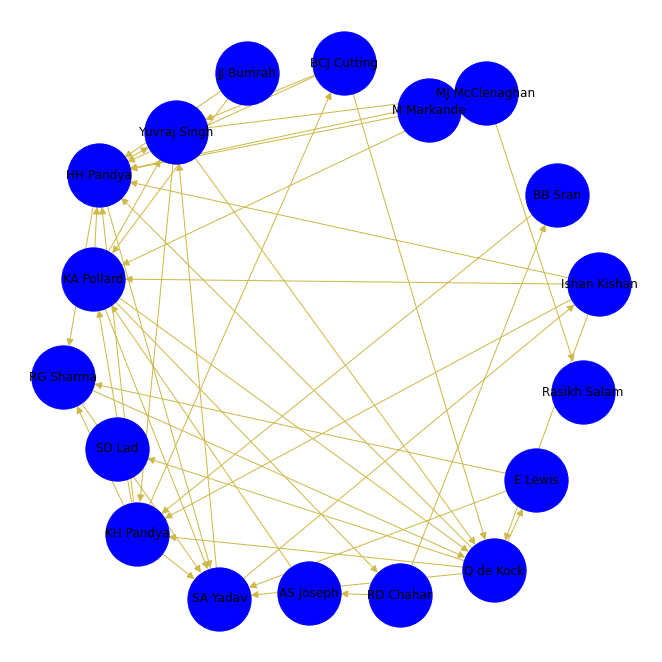 BCJ Cutting
J Bumrah
MJ McClenaghan
M Markande
Yuvraj Singh
HH Pandya
BB Sran
KA Pollard
Ishan Kishan
RG Sharma
Rasikh Salam
SD Lad
E Lewis
KH Pandya
Q de Kock
SA Yadav
AS Joseph
RD Chahar